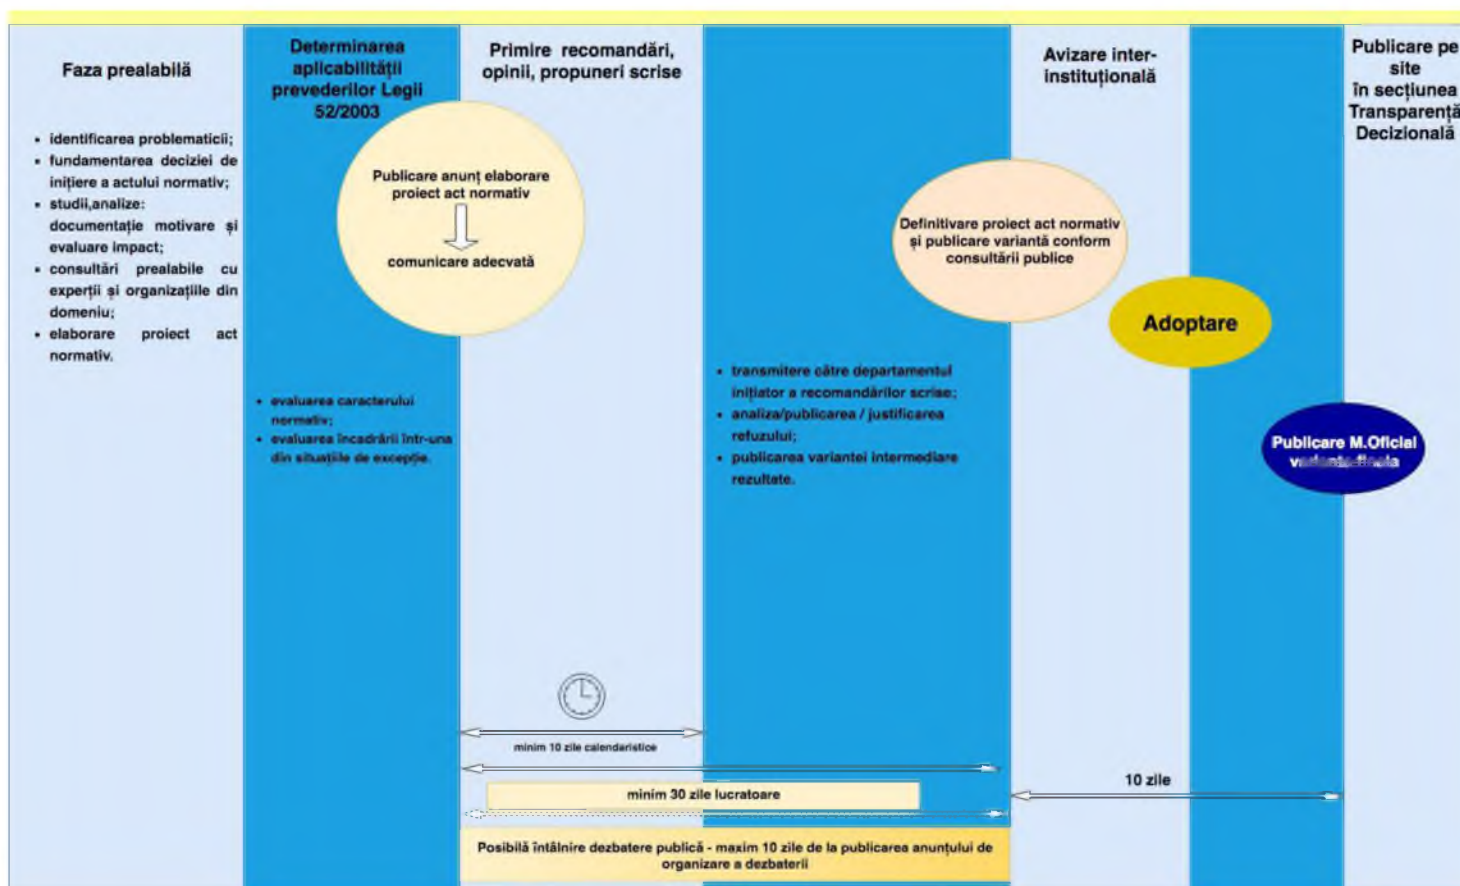 Faza prealabilă
• identificarea problematicii;
• fundamentarea deciziei de
inițiere a actului normativ;
• studii,analize:
documentație motivare și
evaluare impact;
• consultări prealabile cu
experții și organizațiile din
domeniu;
• elaborare proiect act
normativ.
Determinarea
aplicabilității
prevederilor Legii
52/2003
• evaluarea caracterului
normativ;
• evaluarea încadrării într-una
din situațiile de excepție.
Publicare anunț elaborare
proiect act normativ
comunicare adecvată
Primire recomandări,
opinii, propuneri scrise
• transmitere către departamentul
inițiator a recomandărilor scrise;
• analiza/publicarea / justificarea
refuzului;
• publicarea variantei intermediare
rezultate.
Definitivare proiect act normativ
și publicare variantă conform
consultării publice
Avizare inter-
instituțională
Adoptare
Publicare M.Oficial
varianta finala
Publicare pe
site
în secțiunea
Transparență
Decizională
minim 10 zile calendaristice
minim 30 zile lucratoare
10 zile
Posibilă întâlnire dezbatere publică - maxim 10 zile de la publicarea anunțului de
organizare a dezbaterii